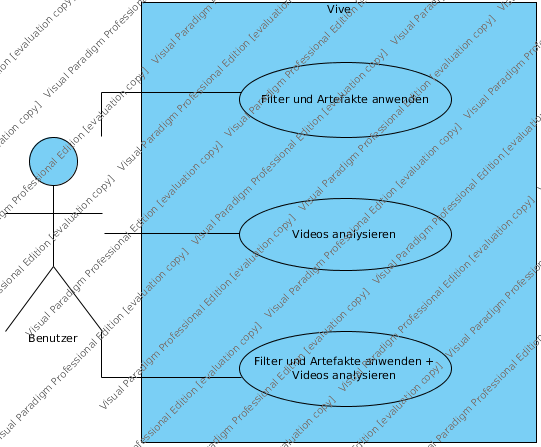 Vive
Filter und Artefakte anwenden
Videos analysieren
Benutzer
Filter und Artefakte anwenden +
Videos analysieren
Visual Paradigm Professional Edition [evaluation copy]